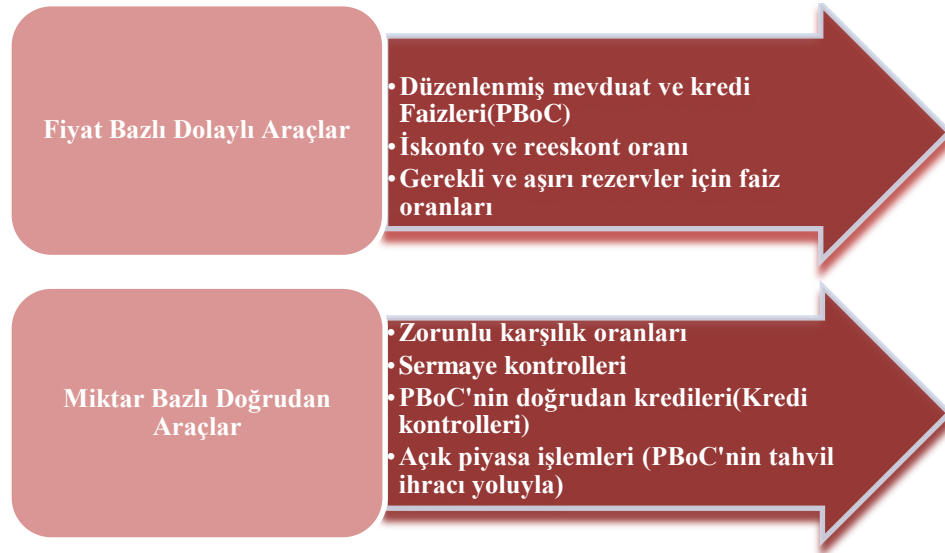 Fiyat Bazlı Dolaylı Araçlar
•Düzenlenmiş mevduat ve kredi
Faizleri(PBoC)
•İskonto ve reeskont oranı
•Gerekli ve aşırı rezervler için faiz
oranları
Miktar Bazlı Doğrudan
Araçlar
•Zorunlu karşılık oranları
•Sermaye kontrolleri
•PBoC'nin doğrudan kredileri(Kredi
kontrolleri)
•Açık piyasa işlemleri (PBoC'nin tahvil
ihracı yoluyla)